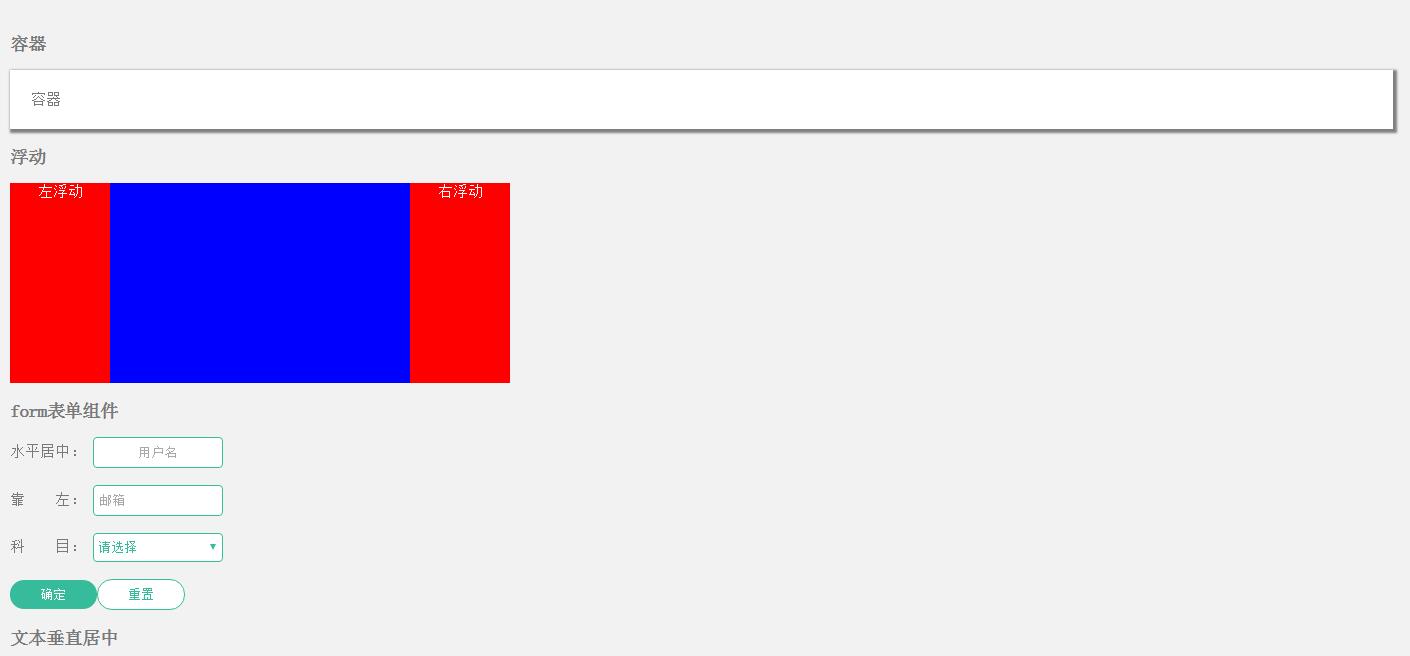 容器
容器
浮动
左浮动 右浮动
form表单组件
水平居中： 用户名
靠　　左： 邮箱
科　　目： 请选择
确定 重置
文本垂直居中